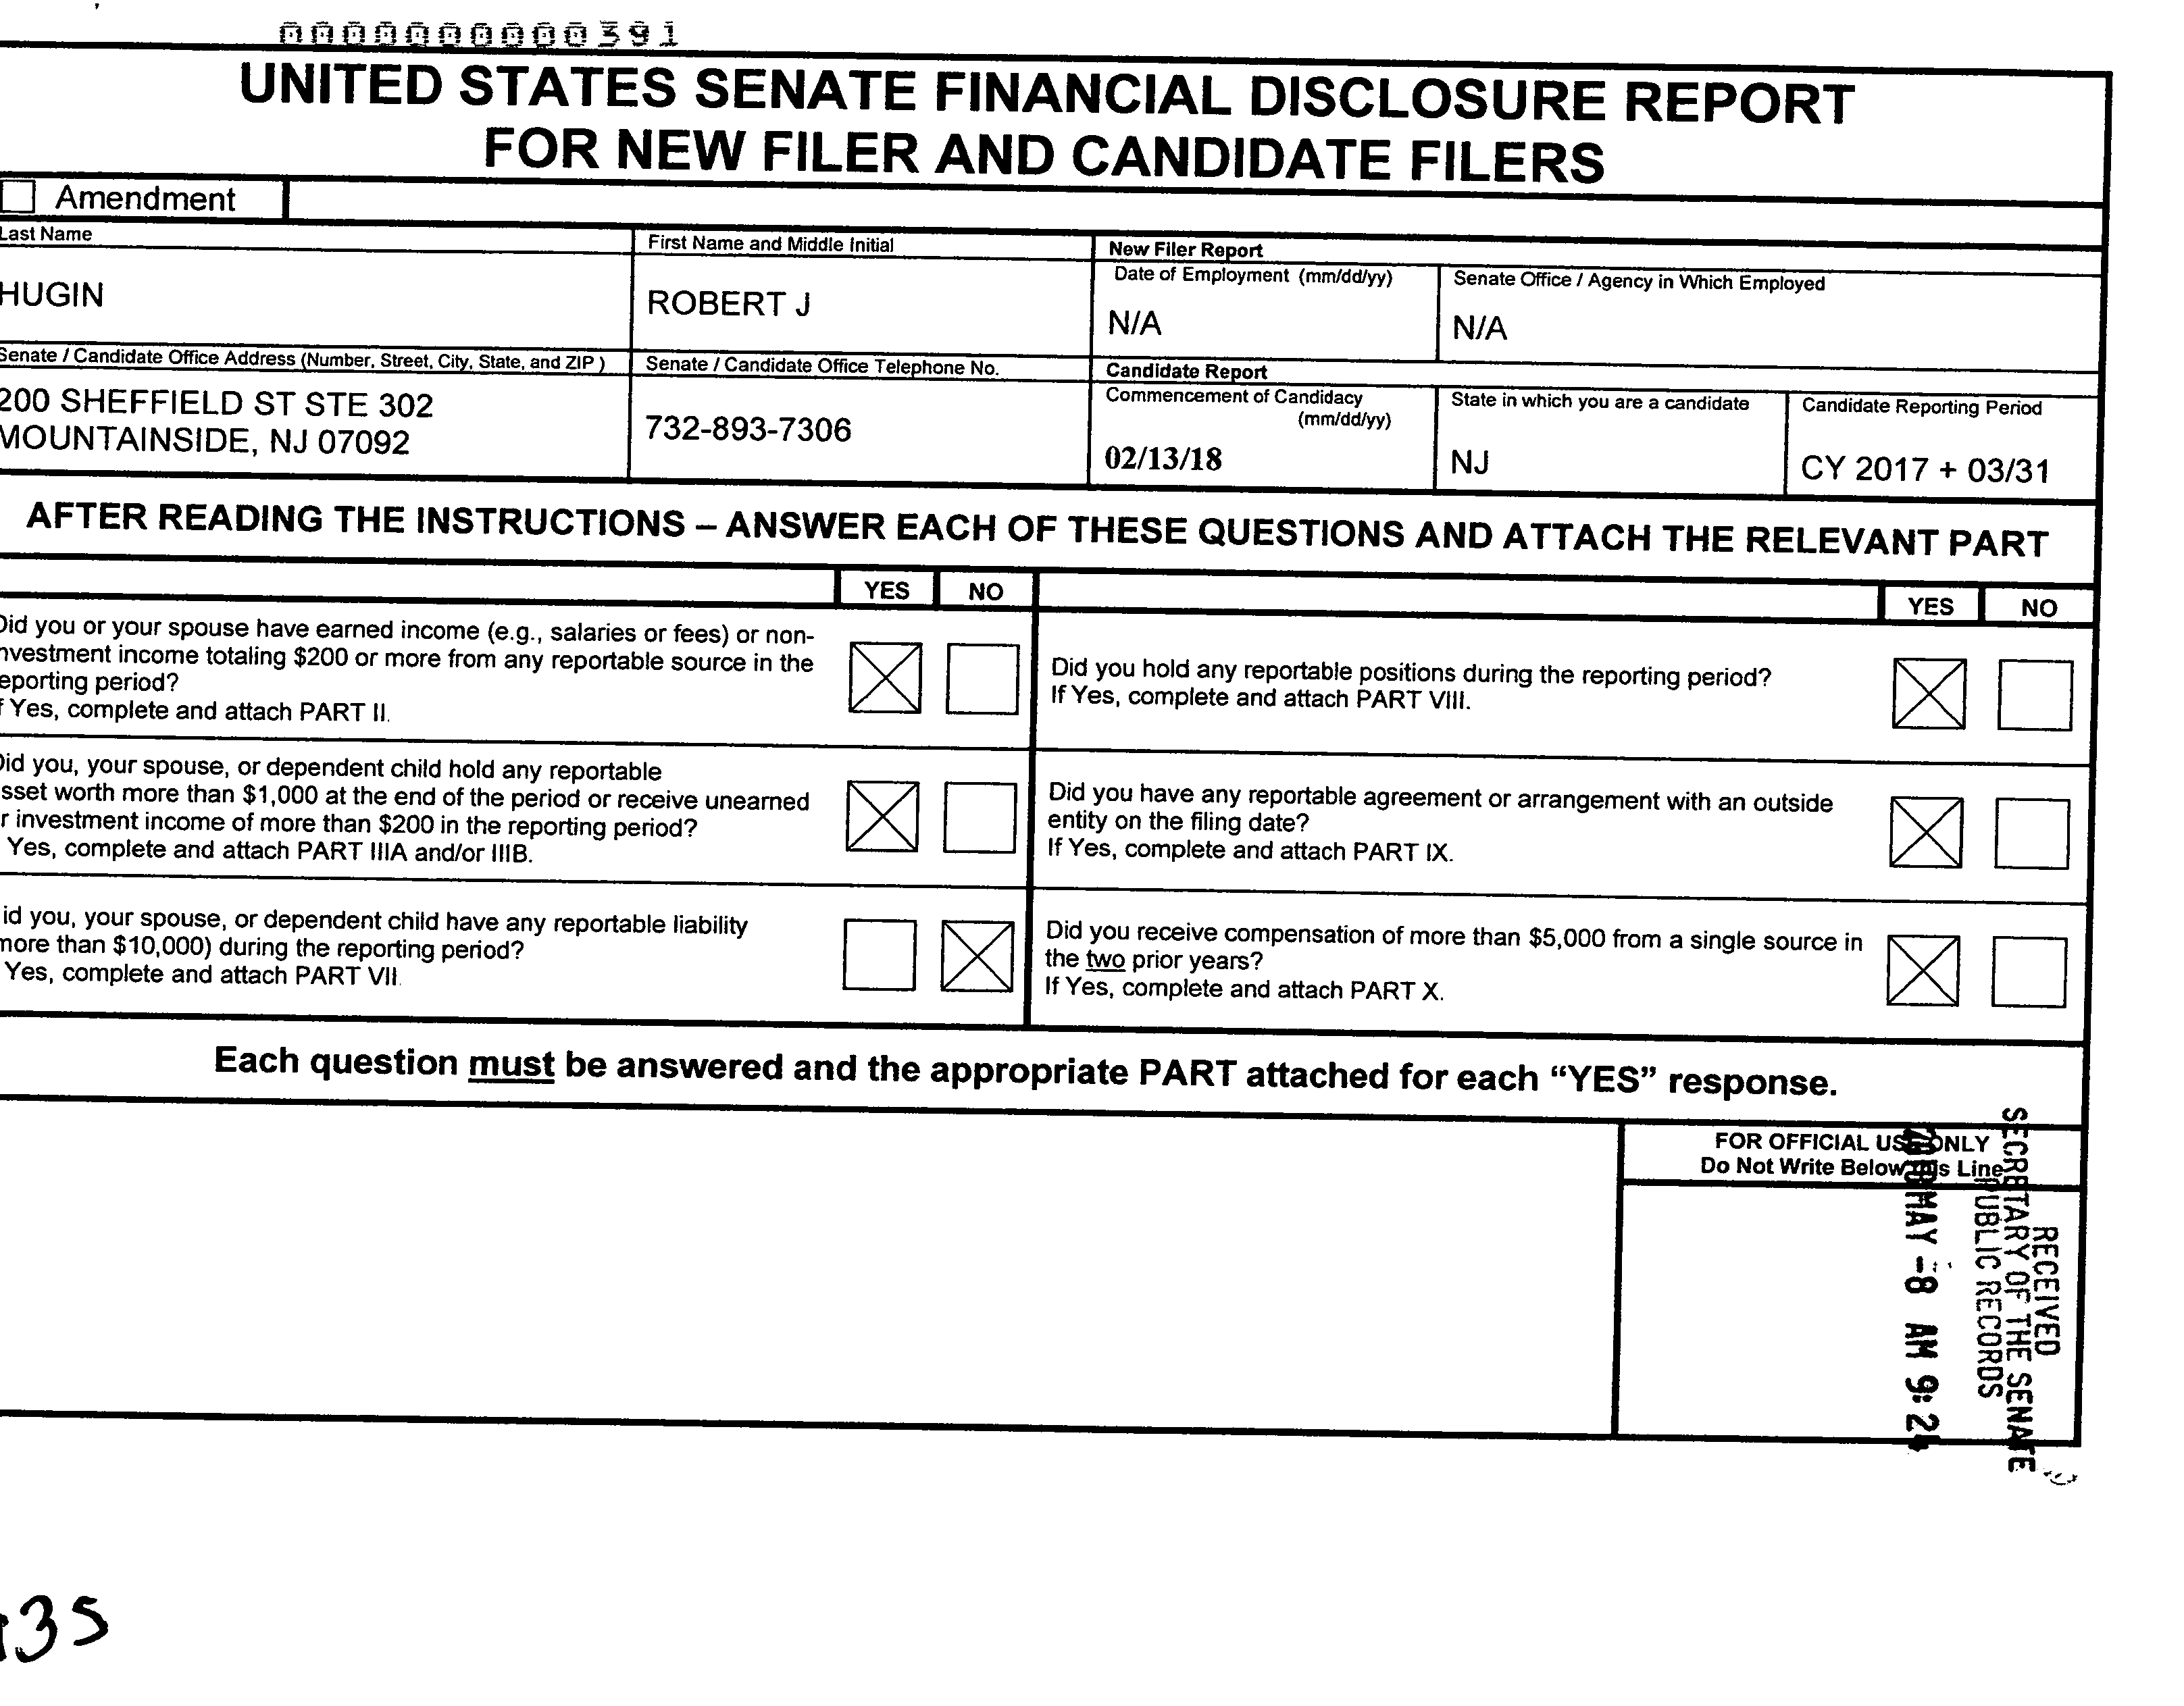 000000000391
UNITED STATES SENATE FINANCIAL DISCLOSURE REPORT
FOR NEW FILER AND CANDIDATE FILERS
Amendment
Last Name
First Name and Middle Initial
New Filer Report
Date of Employment (mm/dd/yy)
Senate Office / Agency in Which Employed
HUGIN
ROBERT J
N/A
N/A
Senate / Candidate Office Address (Number, Street, City, State, and ZIP )
Senate / Candidate Office Telephone No.
Candidate Report
Commencement of Candidacy
(mm/dd/yy)
State in which you are a candidate
Candidate Reporting Period
200 SHEFFIELD ST STE 302
MOUNTAINSIDE, NJ 07092
732-893-7306
02/13/18
NJ
CY 2017 + 03/31
AFTER READING THE INSTRUCTIONS – ANSWER EACH OF THESE QUESTIONS AND ATTACH THE RELEVANT PART
YES NO
YES NO
Did you or your spouse have earned income (e.g., salaries or fees) or non-
nvestment income totaling $200 or more from any reportable source in the
eporting period?
f Yes, complete and attach PART II.
Did you hold any reportable positions during the reporting period?
If Yes, complete and attach PART VIII.
Did you, your spouse, or dependent child hold any reportable
sset worth more than $1,000 at the end of the period or receive unearned
r investment income of more than $200 in the reporting period?
Yes, complete and attach PART IIIA and/or IIIB.
Did you have any reportable agreement or arrangement with an outside
entity on the filing date?
If Yes, complete and attach PART IX.
id you, your spouse, or dependent child have any reportable liability
more than $10,000) during the reporting period?
Yes, complete and attach PART VII.
Did you receive compensation of more than $5,000 from a single source in
the two prior years?
If Yes, complete and attach PART X.
Each question must be answered and the appropriate PART attached for each “YES” response.
FOR OFFICIAL USE ONLY
Do Not Write Below this Line
RECEIVED
SECRETARY OF THE SENATE
PUBLIC RECORDS
MAY -8 AM 9:2
35